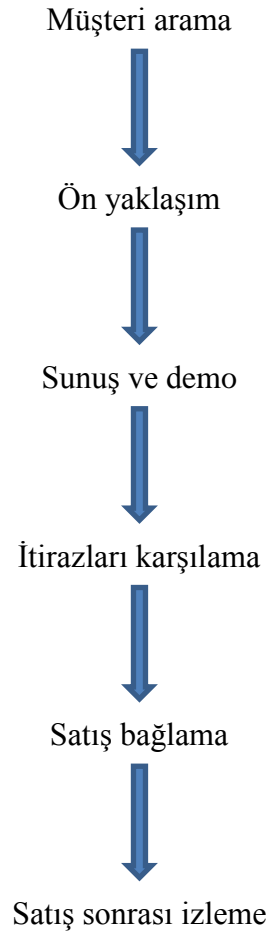 Müşteri arama
Ön yaklaşım
Sunuş ve demo
İtirazları karşılama
Satış bağlama
Satış sonrası izleme